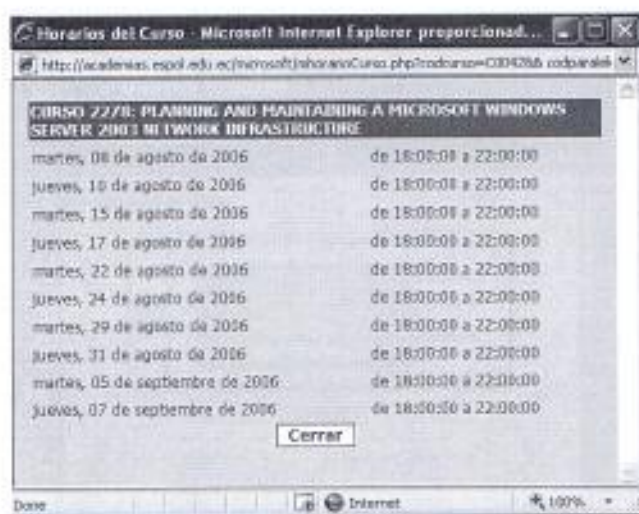 Horarios del Curso - Microsoft Internet Explorer proporcionad...
CURSO 2278: PLANNING AND MAINTAINING A MICROSOFT WINDOWS
SERVER 2003 NETWORK INFRASTRUCTURE
martes, 08 de agosto de 2006 de 18:00:00 a 22:00:00
jueves, 10 de agosto de 2006 de 18:00:00 a 22:00:00
martes, 15 de agosto de 2006 de 18:00:00 a 22:00:00
jueves, 17 de agosto de 2006 de 18:00:00 a 22:00:00
martes, 22 de agosto de 2006 de 18:00:00 a 22:00:00
jueves, 24 de agosto de 2006 de 18:00:00 a 22:00:00
martes, 29 de agosto de 2006 de 18:00:00 a 22:00:00
jueves, 31 de agosto de 2006 de 18:00:00 a 22:00:00
martes, 05 de septiembre de 2006 de 18:00:00 a 22:00:00
jueves, 07 de septiembre de 2006 de 18:00:00 a 22:00:00
Cerrar
Done Internet 100%